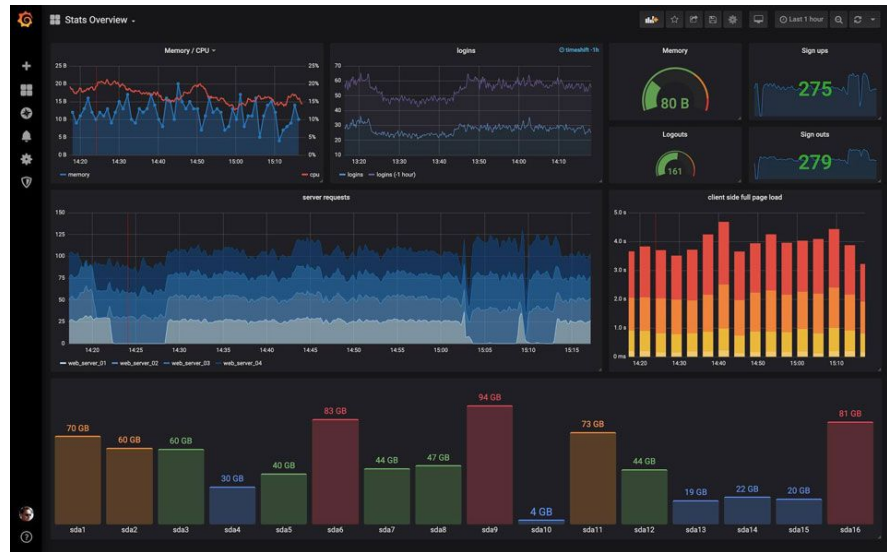 Stats Overview
Last 1 hour
Memory / CPU
25 B
20 B
15 B
10 B
5 B
0 B
25%
20%
15%
10%
5%
0%
14:20 14:30 14:40 14:50 15:00 15:10
memory
cpu
logins
timeshift -1h
70
60
50
40
30
20
10
13:20 13:30 13:40 13:50 14:00 14:10
logins logins (-1 hour)
Memory
80 B
Sign ups
275
Logouts
161
Sign outs
279
server requests
150
125
100
75
50
25
0
14:20 14:25 14:30 14:35 14:40 14:45 14:50 14:55 15:00 15:05 15:10 15:15
web_server_01 web_server_02 web_server_03 web_server_04
client side full page load
5.0 s
4.0 s
3.0 s
2.0 s
1.0 s
0 ms
14:20 14:30 14:40 14:50 15:00 15:10
70 GB 60 GB 60 GB 30 GB 40 GB 83 GB 44 GB 47 GB 94 GB 4 GB 73 GB 44 GB 19 GB 22 GB 20 GB 81 GB
sda1 sda2 sda3 sda4 sda5 sda6 sda7 sda8 sda9 sda10 sda11 sda12 sda13 sda14 sda15 sda16